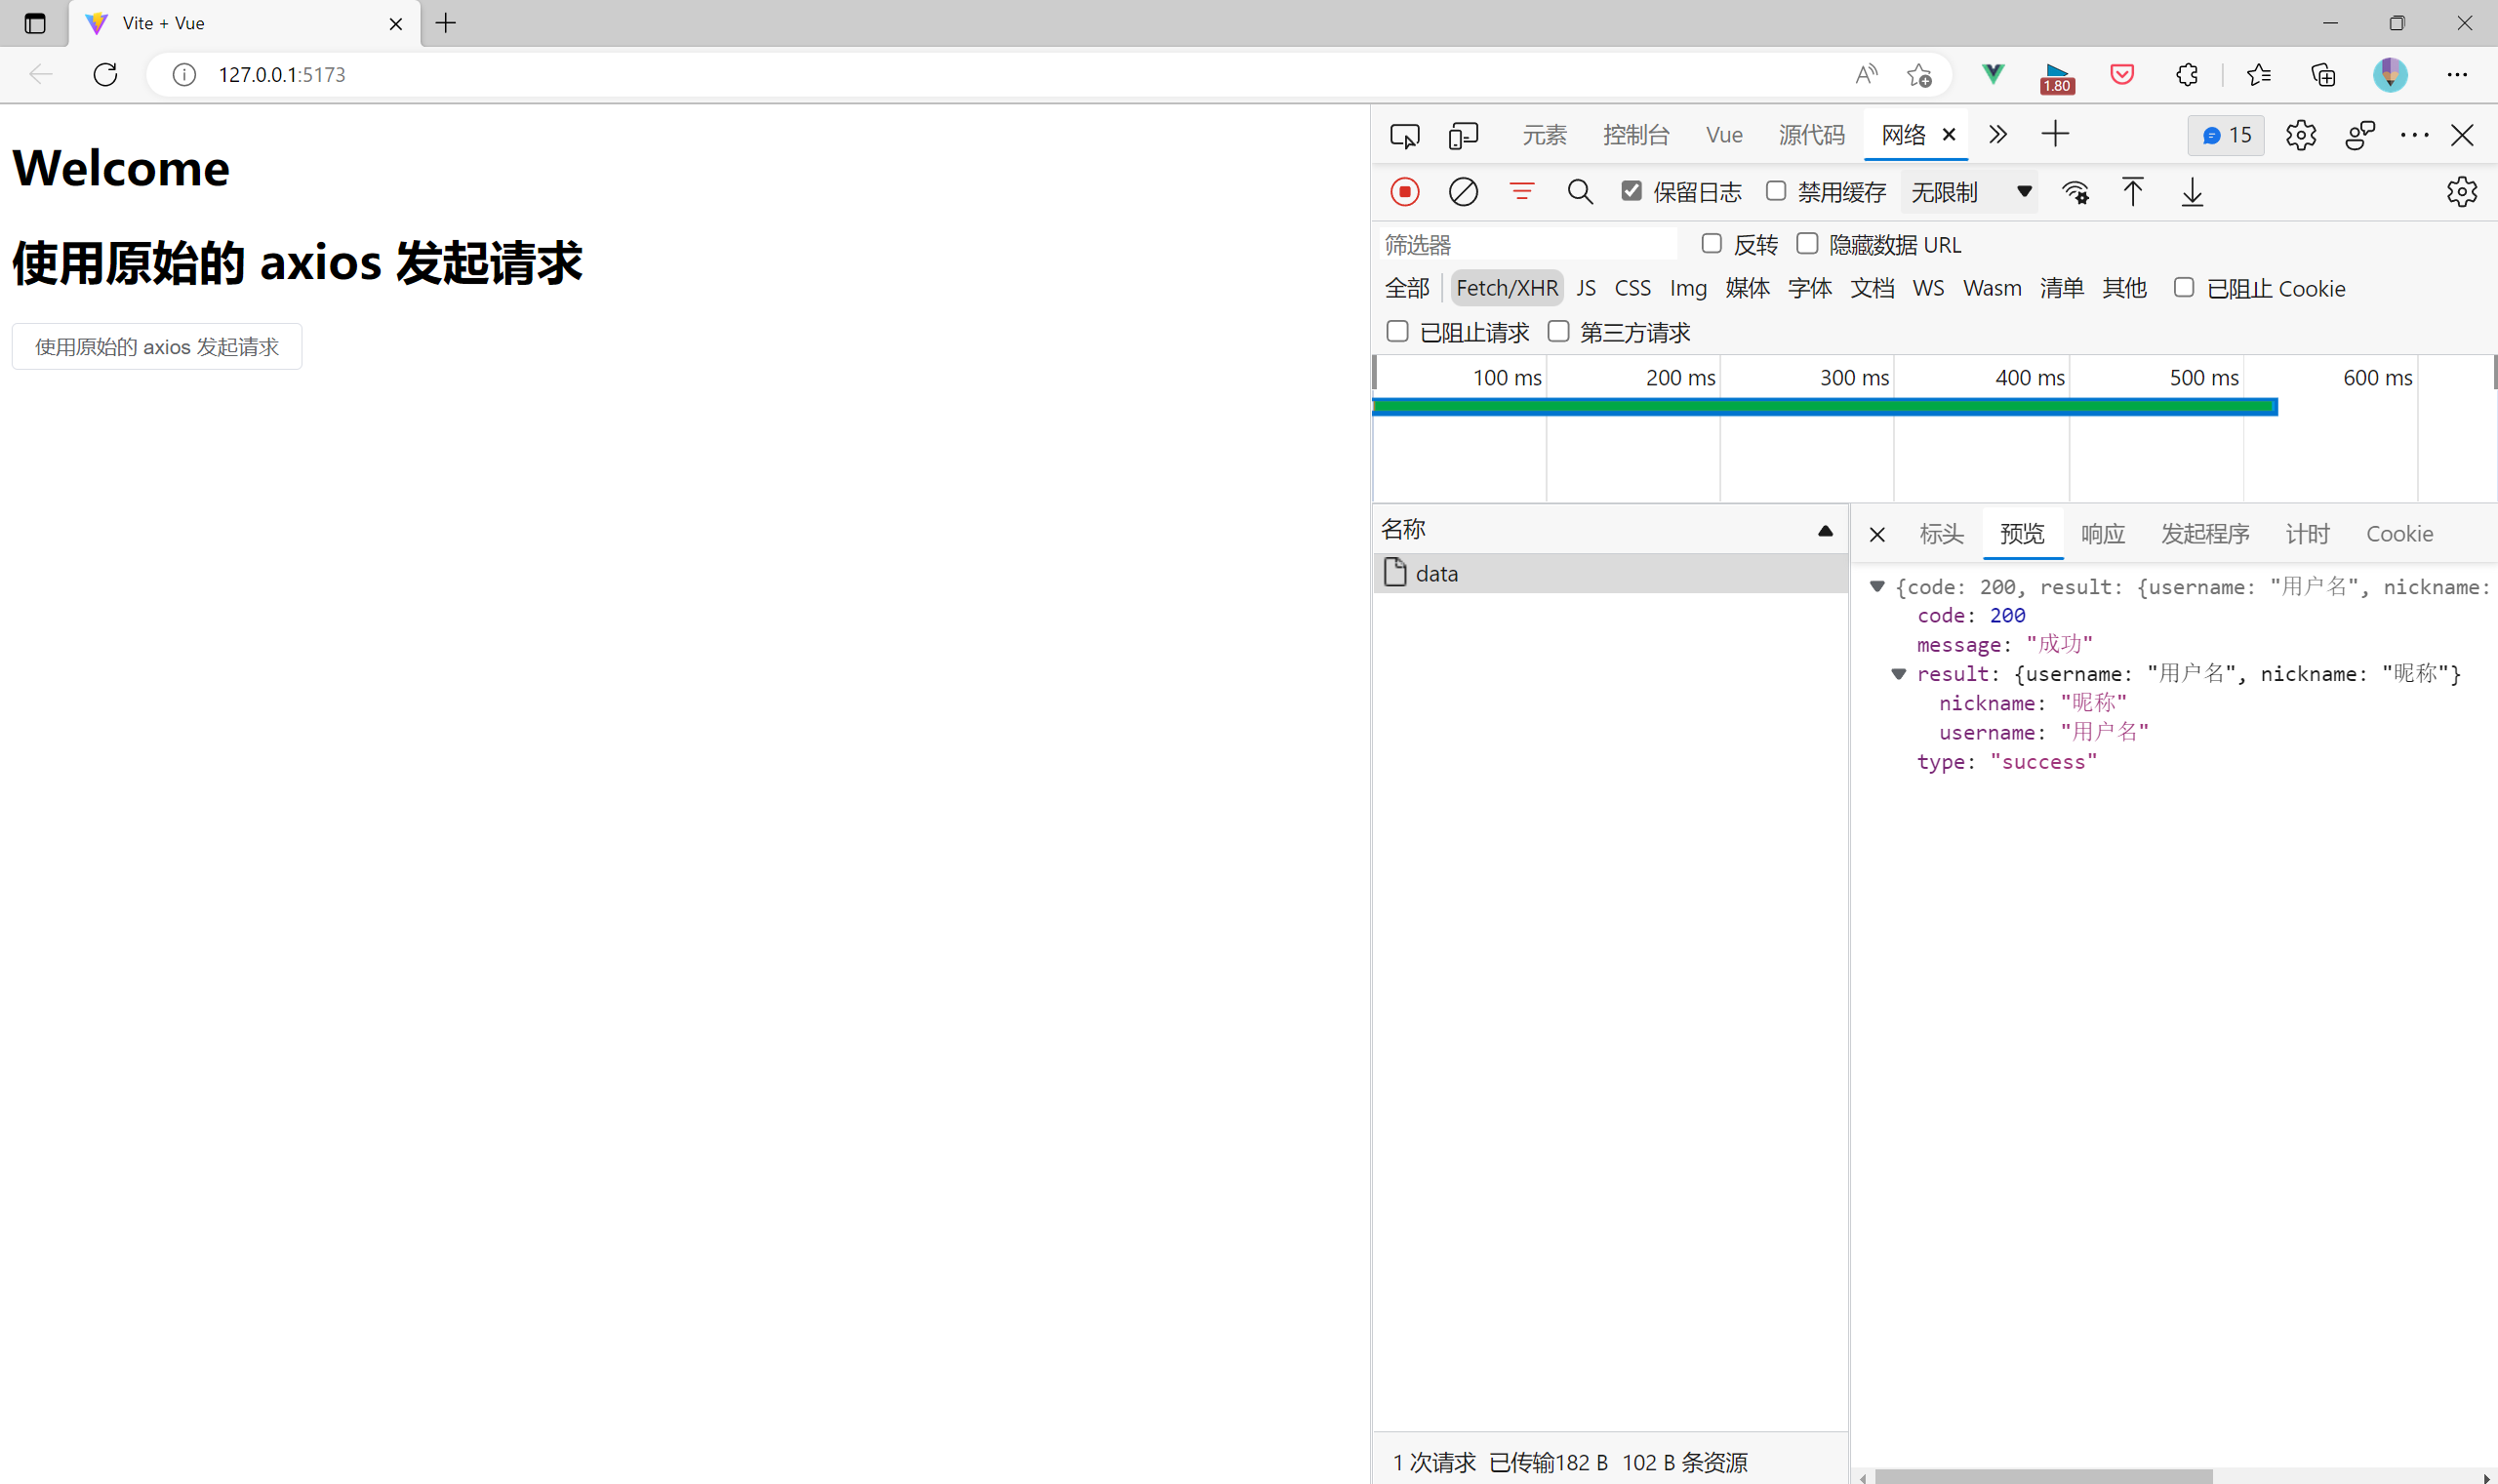 Vite + Vue
127.0.0.1:5173
1.80
Welcome
使用原始的 axios 发起请求
使用原始的 axios 发起请求
元素 控制台 Vue 源代码 网络 15
保留日志 禁用缓存 无限制
筛选器 反转 隐藏数据 URL
全部 Fetch/XHR JS CSS Img 媒体 字体 文档 WS Wasm 清单 其他 已阻止 Cookie
已阻止请求 第三方请求
100 ms 200 ms 300 ms 400 ms 500 ms 600 ms
名称
data
1 次请求 已传输182 B 102 B 条资源
标头 预览 响应 发起程序 计时 Cookie
{code: 200, result: {username: "用户名", nickname:
code: 200
message: "成功"
result: {username: "用户名", nickname: "昵称"}
nickname: "昵称"
username: "用户名"
type: "success"